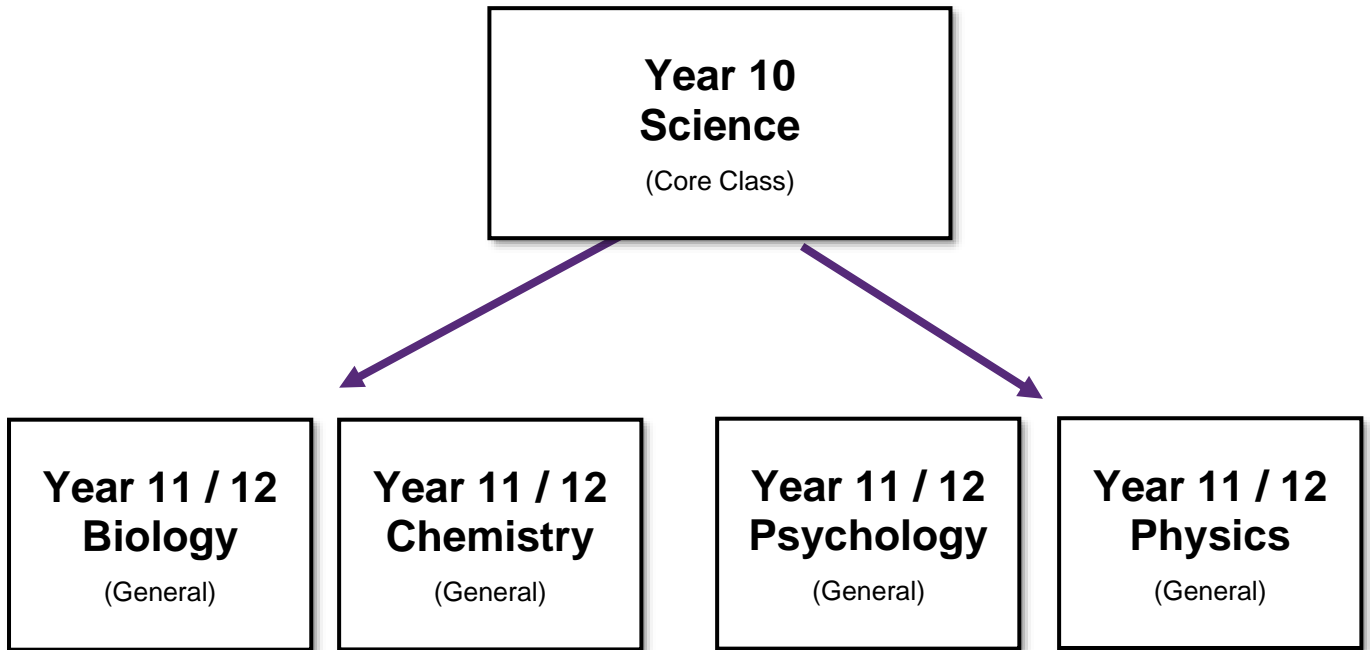 Year 10
Science
(Core Class)
Year 11 / 12
Biology
(General)
Year 11 / 12
Chemistry
(General)
Year 11 / 12
Psychology
(General)
Year 11 / 12
Physics
(General)